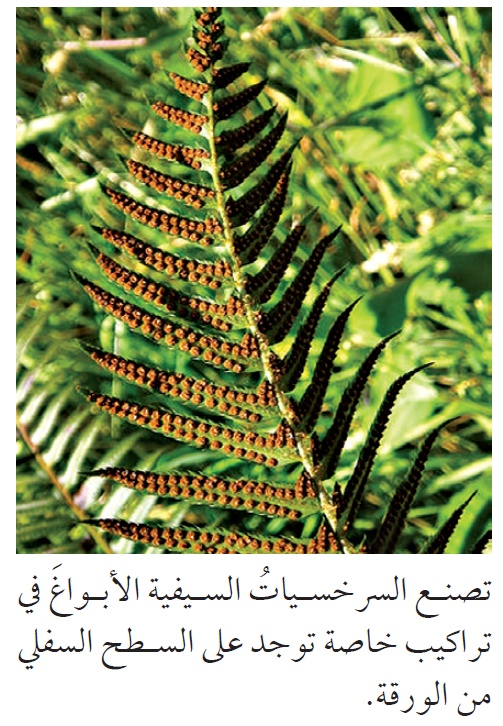 تصنع السرخسياتُ السيفية الأبواغَ في
تراكيب خاصة توجد على السطح السفلي
من الورقة.